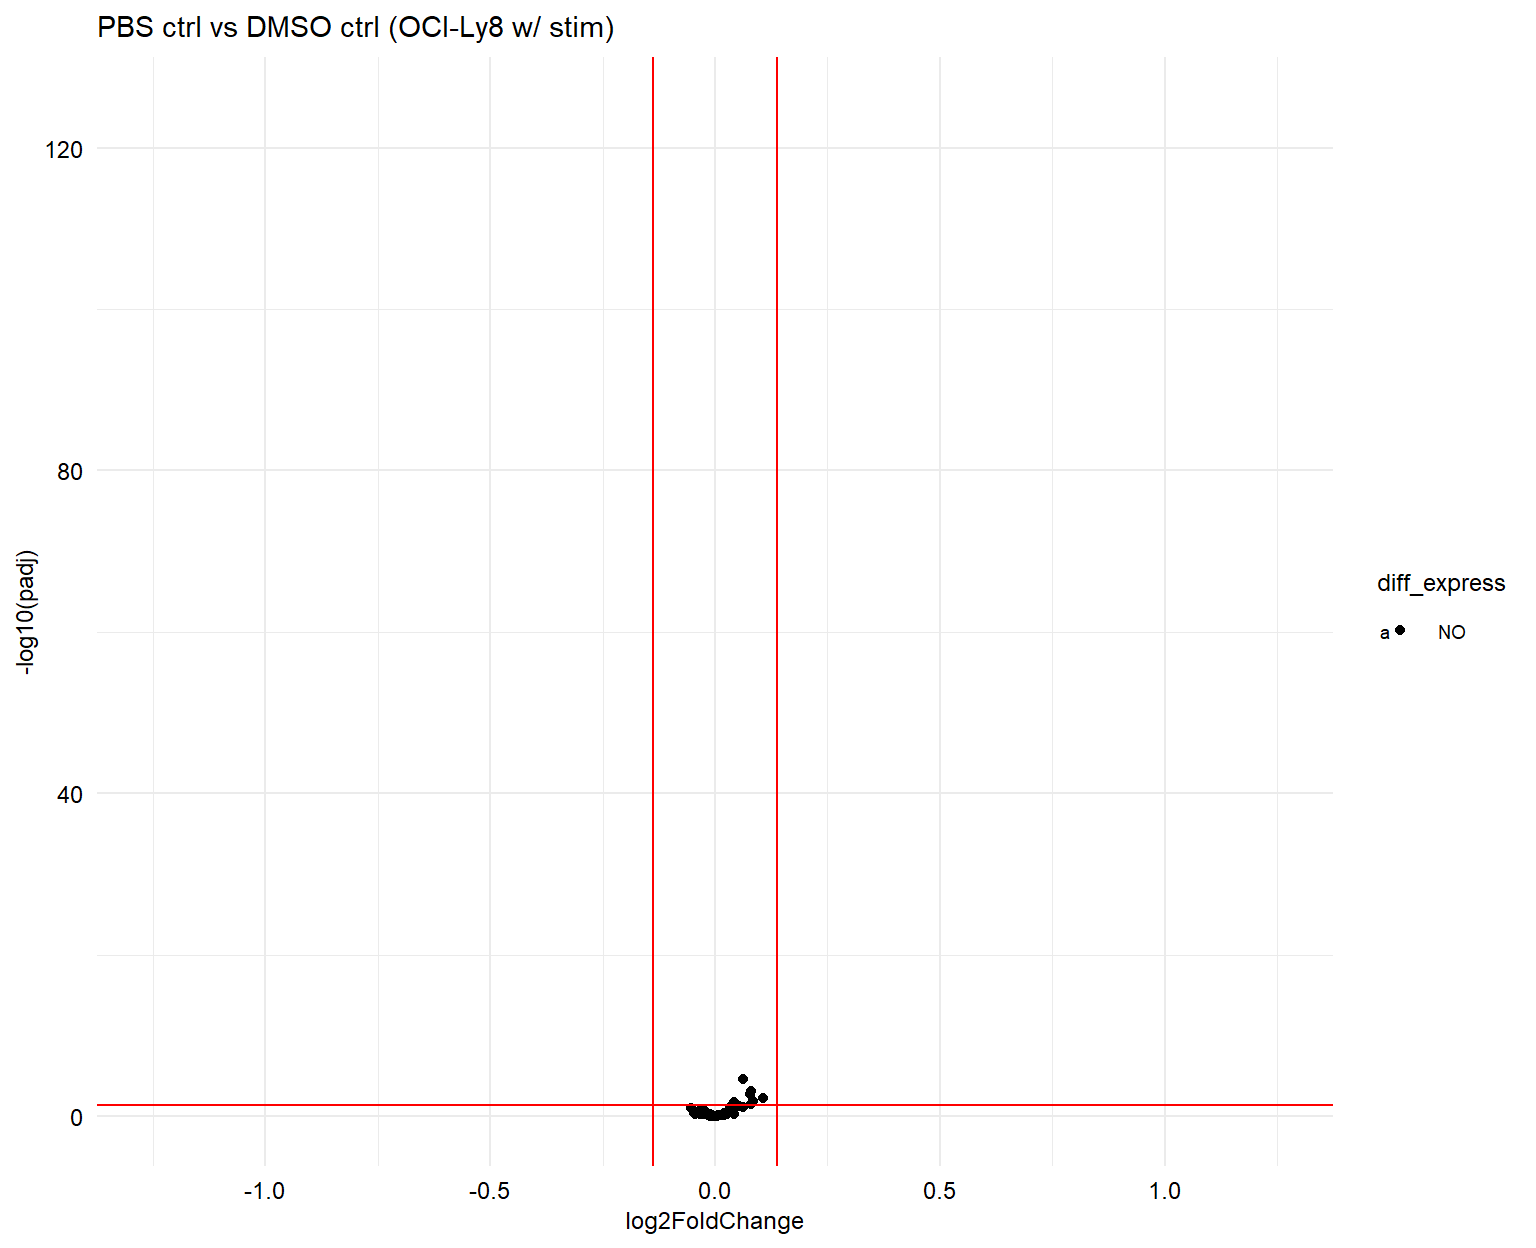 PBS ctrl vs DMSO ctrl (OCI-Ly8 w/ stim)
120
80
40
0
-log10(padj)
-1.0
-0.5
0.0
0.5
1.0
log2FoldChange
diff_express
a NO